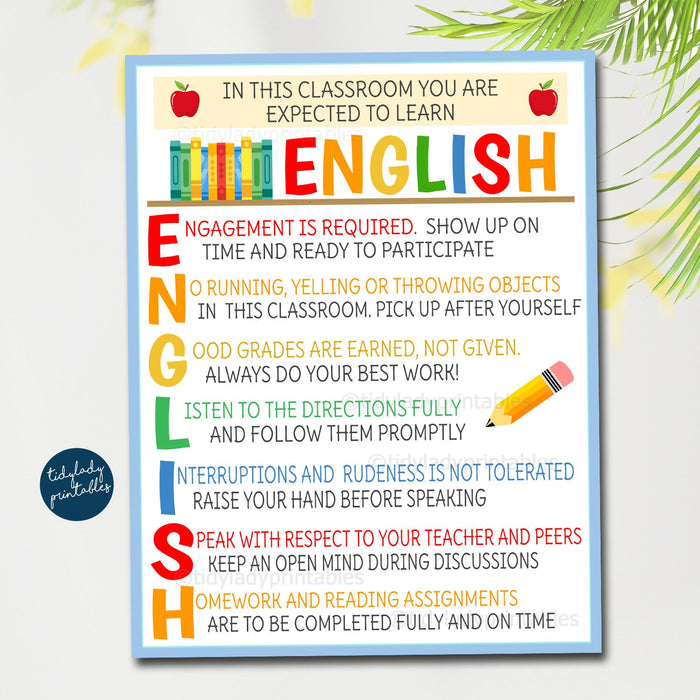 IN THIS CLASSROOM YOU ARE
EXPECTED TO LEARN
©tidyladyprintables
ENGLISH
ENGAGEMENT IS REQUIRED. SHOW UP ON
TIME AND READY TO PARTICIPATE
NO RUNNING, YELLING OR THROWING OBJECTS
IN THIS CLASSROOM. PICK UP AFTER YOURSELF
GOOD GRADES ARE EARNED, NOT GIVEN.
ALWAYS DO YOUR BEST WORK!
©tidyladyprintables
LISTEN TO THE DIRECTIONS FULLY
AND FOLLOW THEM PROMPTLY
©tidyladyprintables
INTERRUPTIONS AND RUDENESS IS NOT TOLERATED
RAISE YOUR HAND BEFORE SPEAKING
SPEAK WITH RESPECT TO YOUR TEACHER AND PEERS
KEEP AN OPEN MIND DURING DISCUSSIONS
©tidyladyprintables
HOMEWORK AND READING ASSIGNMENTS
ARE TO BE COMPLETED FULLY AND ON TIME
©tidyladyprintables
tidylady
printables